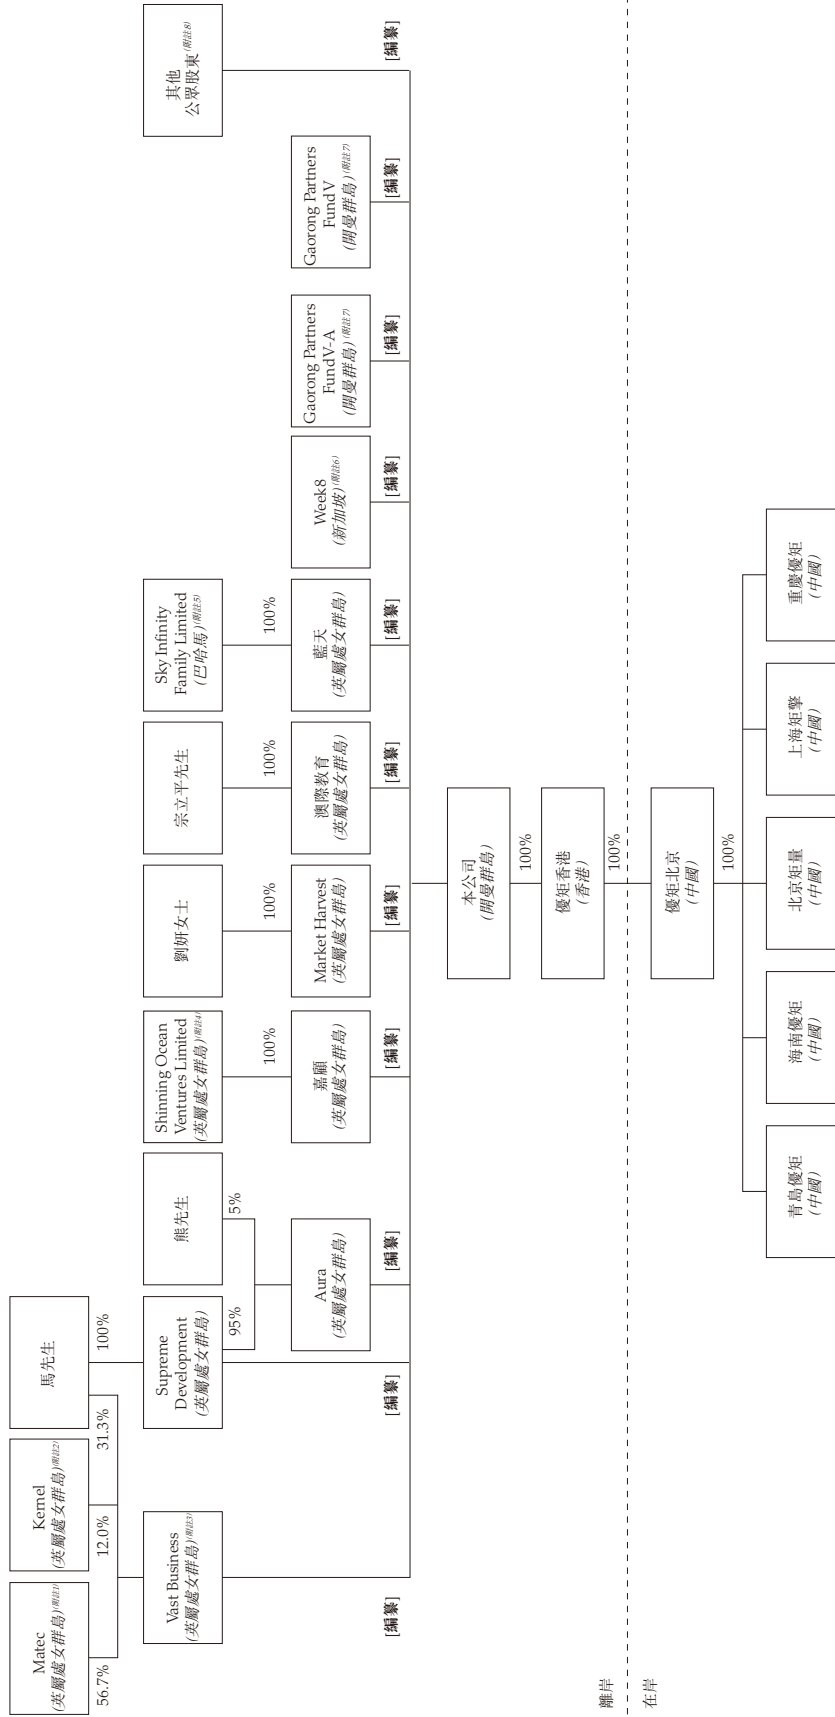 Matec
(英屬處女群島)(附註1)
Kernel
(英屬處女群島)(附註2)
馬先生
56.7%
12.0%
31.3%
100%
Vast Business
(英屬處女群島)(附註3)
Supreme
Development
(英屬處女群島)
熊先生
Shinning Ocean
Ventures Limited
(英屬處女群島)(附註4)
劉妍女士
宗立平先生
Sky Infinity
Family Limited
(巴哈馬)(附註5)
其他
公眾股東(附註8)
95%
5%
100%
100%
100%
100%
Aura
(英屬處女群島)
嘉願
(英屬處女群島)
Market Harvest
(英屬處女群島)
澳際教育
(英屬處女群島)
藍天
(英屬處女群島)
Week8
(新加坡)(附註6)
Gaorong Partners
FundV-A
(開曼群島)(附註7)
Gaorong Partners
FundV
(開曼群島)(附註7)
[編纂]
[編纂]
[編纂]
[編纂]
[編纂]
[編纂]
[編纂]
[編纂]
[編纂]
[編纂]
[編纂]
本公司
(開曼群島)
100%
優矩香港
(香港)
100%
離岸
在岸
優矩北京
(中國)
100%
青島優矩
(中國)
海南優矩
(中國)
北京矩量
(中國)
上海矩擎
(中國)
重慶優矩
(中國)